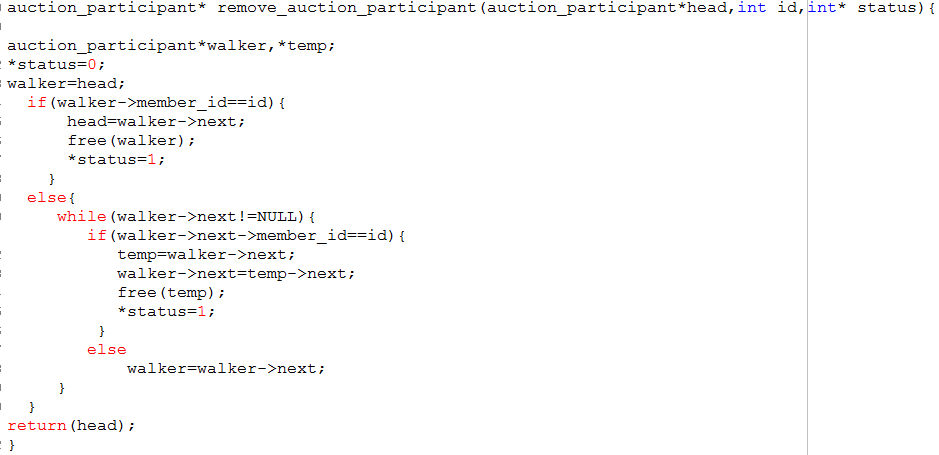 auction_participant* remove_auction_participant(auction_participant*head,int id,int* status){
auction_participant*walker,*temp;
*status=0;
walker=head;
if(walker->member_id==id){
head=walker->next;
free(walker);
*status=1;
}
else{
while(walker->next!=NULL){
if(walker->next->member_id==id){
temp=walker->next;
walker->next=temp->next;
free(temp);
*status=1;
}
else
walker=walker->next;
}
}
return(head);
}